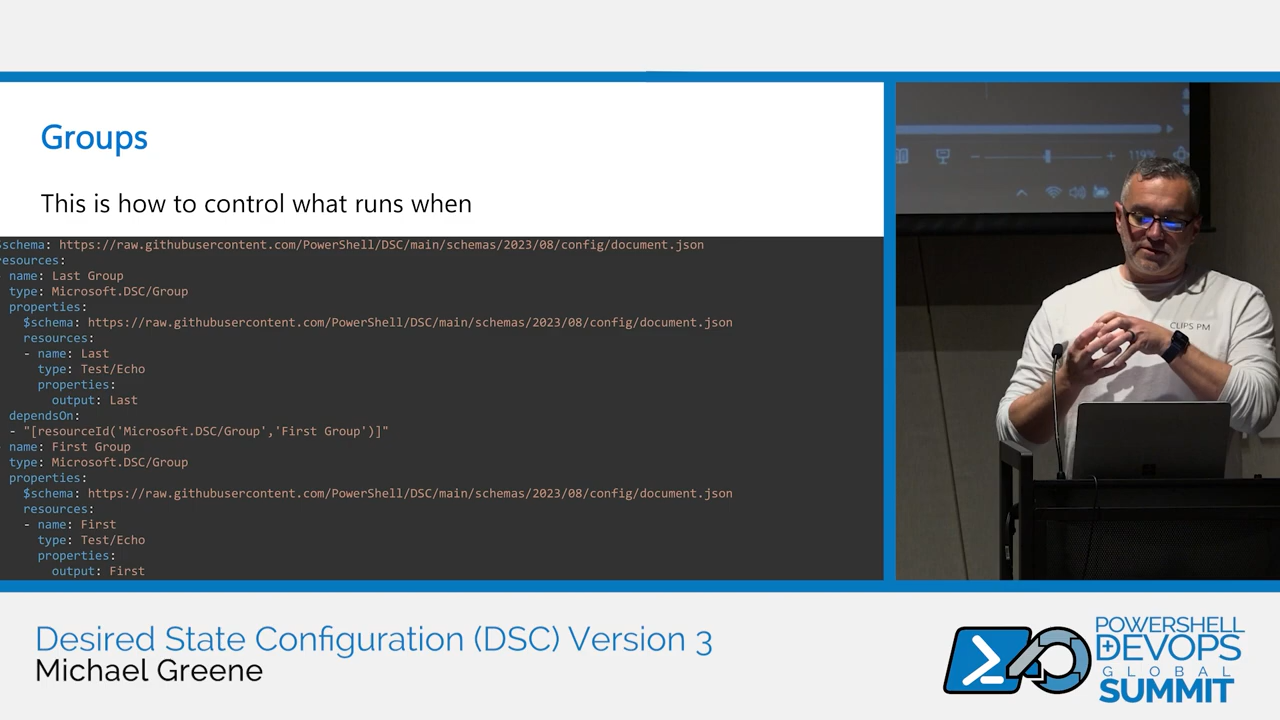 Groups
This is how to control what runs when
$schema: https://raw.githubusercontent.com/PowerShell/DSC/main/schemas/2023/08/config/document.json
resources:
name: Last Group
type: Microsoft.DSC/Group
properties:
$schema: https://raw.githubusercontent.com/PowerShell/DSC/main/schemas/2023/08/config/document.json
resources:
- name: Last
type: Test/Echo
properties:
output: Last
dependsOn:
- "[resourceId('Microsoft.DSC/Group','First Group')]"
name: First Group
type: Microsoft.DSC/Group
properties:
$schema: https://raw.githubusercontent.com/PowerShell/DSC/main/schemas/2023/08/config/document.json
resources:
- name: First
type: Test/Echo
properties:
output: First
119%
CLIPS PM
Desired State Configuration (DSC) Version 3
Michael Greene
POWERSHELL
DEVOPS
GLOBAL
SUMMIT